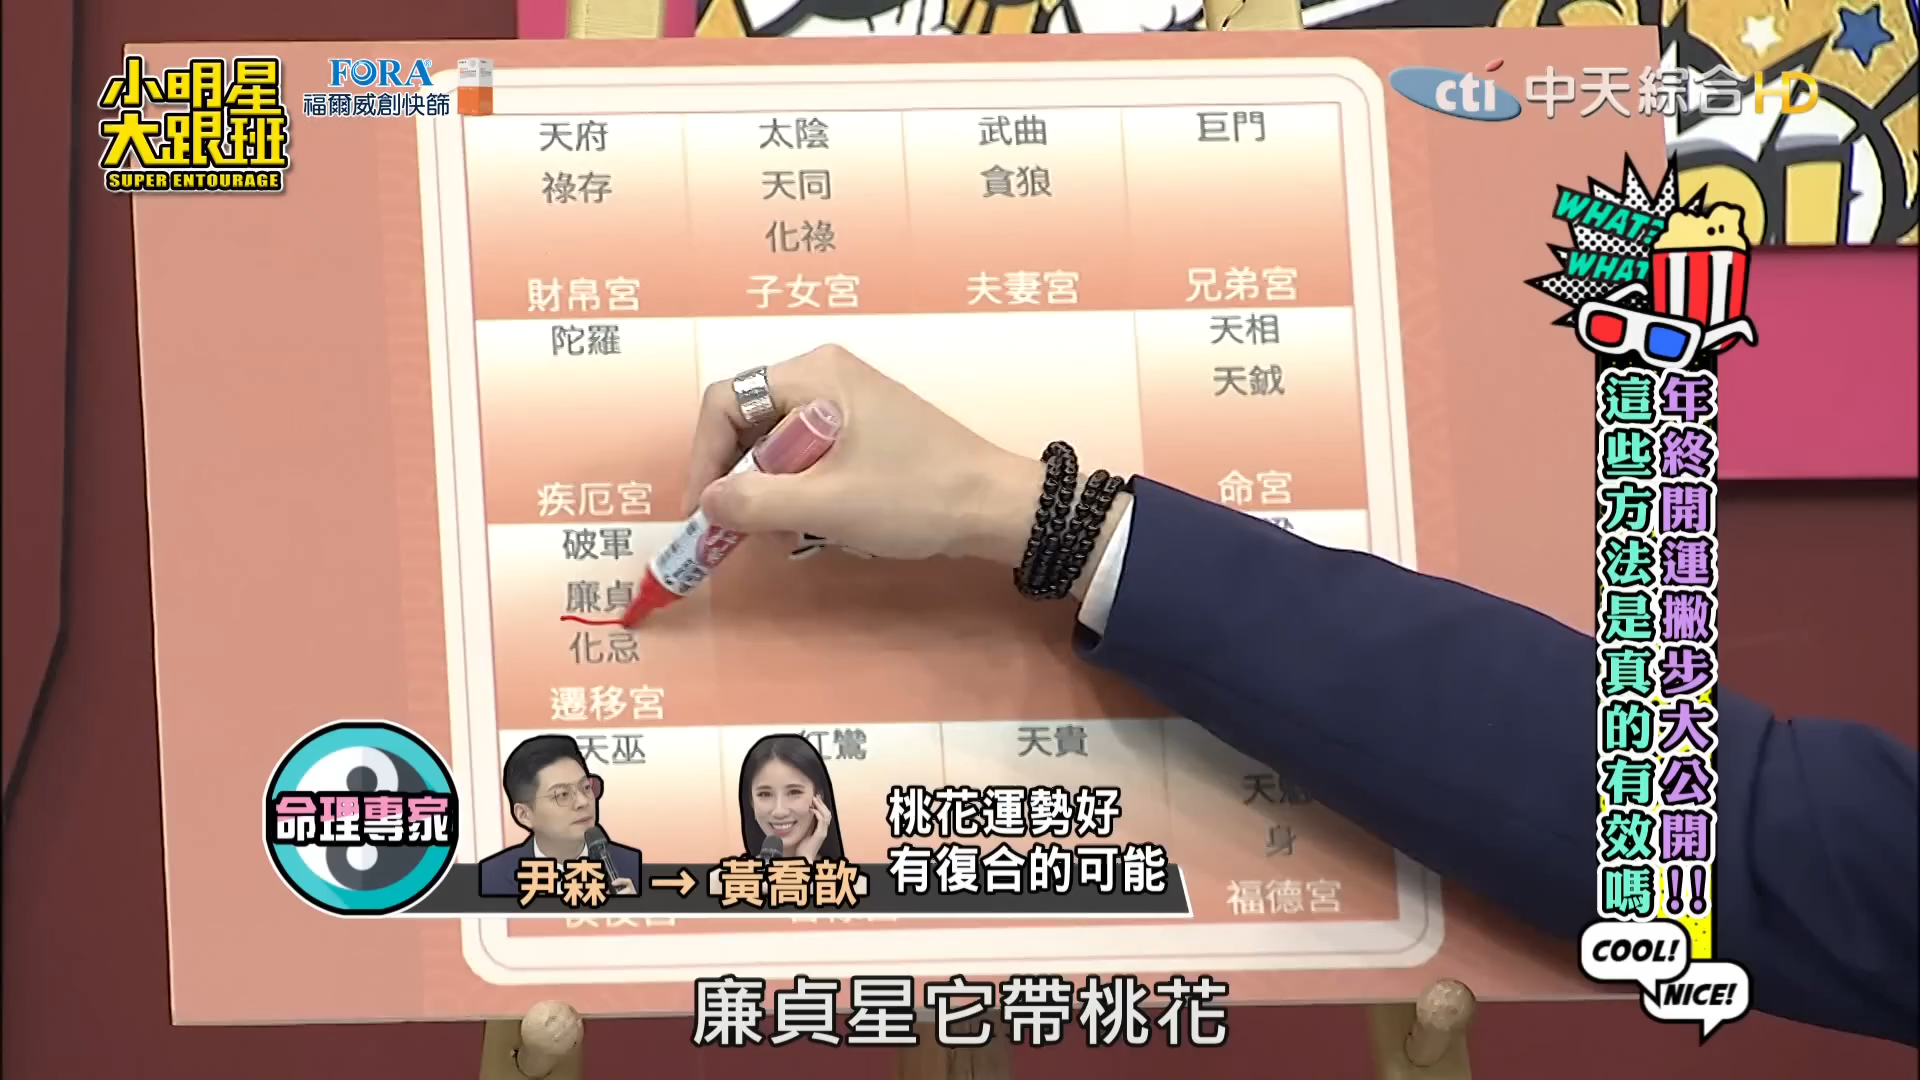 小明星
大跟班
SUPER ENTOURAGE
FORA
福爾威創快篩
cti 中天綜合HD
天府
祿存
財帛宮
太陰
天同
化祿
子女宮
武曲
貪狼
夫妻宮
巨門
兄弟宮
陀羅
疾厄宮
天相
天鉞
命宮
破軍
廉貞
化忌
遷移宮
天巫
紅鸞
天貴
身
福德宮
WHAT?
WHAT
年終開運撇步大公開!!
這些方法是真的有效嗎
COOL!
NICE!
命理專家
尹森→黃喬歆
桃花運勢好
有復合的可能
廉貞星它帶桃花